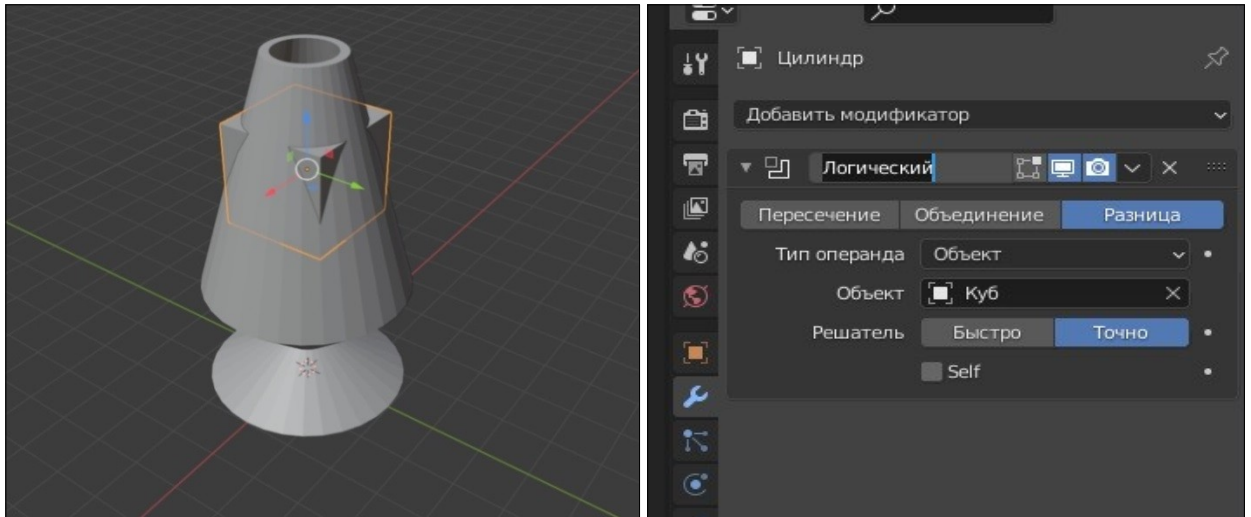 Цилиндр
Добавить модификатор
Логический
Пересечение Объединение Разница
Тип операнда Объект
Объект Куб
Решатель Быстро Точно
Self